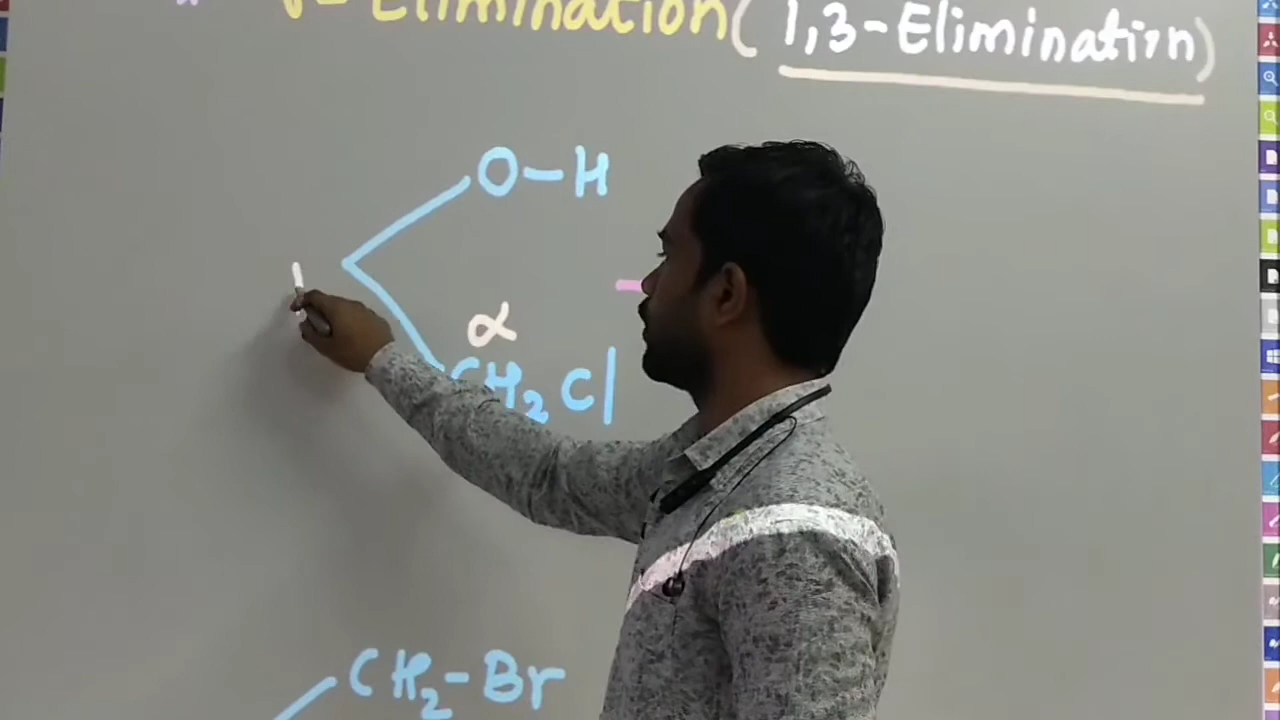 γ-Elimination (1,3-Elimination)
O-H
α
CH2Cl
CH2-Br